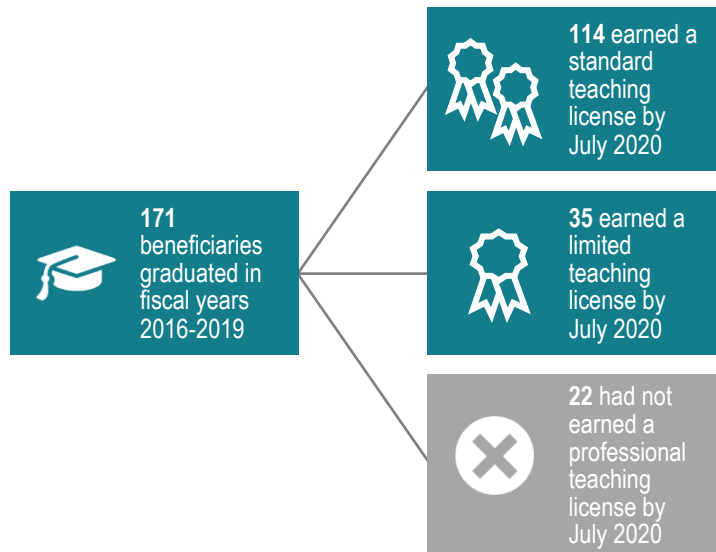 171
beneficiaries
graduated in
fiscal years
2016-2019
114 earned a
standard
teaching
license by
July 2020
35 earned a
limited
teaching
license by
July 2020
22 had not
earned a
professional
teaching
license by
July 2020